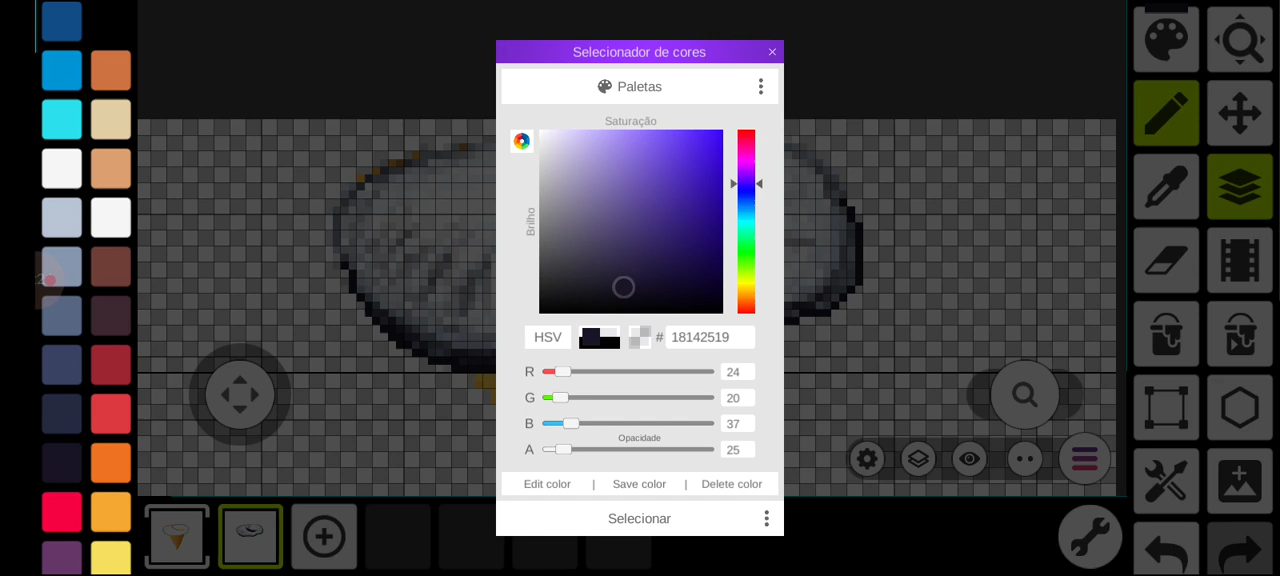 Selecionador de cores ×
Paletas
Saturação
Brilho
HSV # 18142519
R 24
G 20
B 37
Opacidade
A 25
Edit color | Save color | Delete color
Selecionar